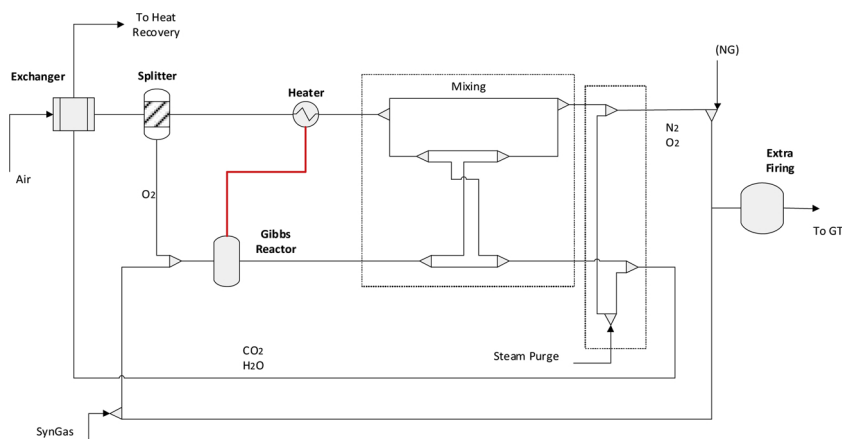 To Heat
Recovery
Exchanger
Splitter
Heater
Mixing
(NG)
N2
O2
Extra
Firing
Air
O2
Gibbs
Reactor
To GT
CO2
H2O
Steam Purge
SynGas